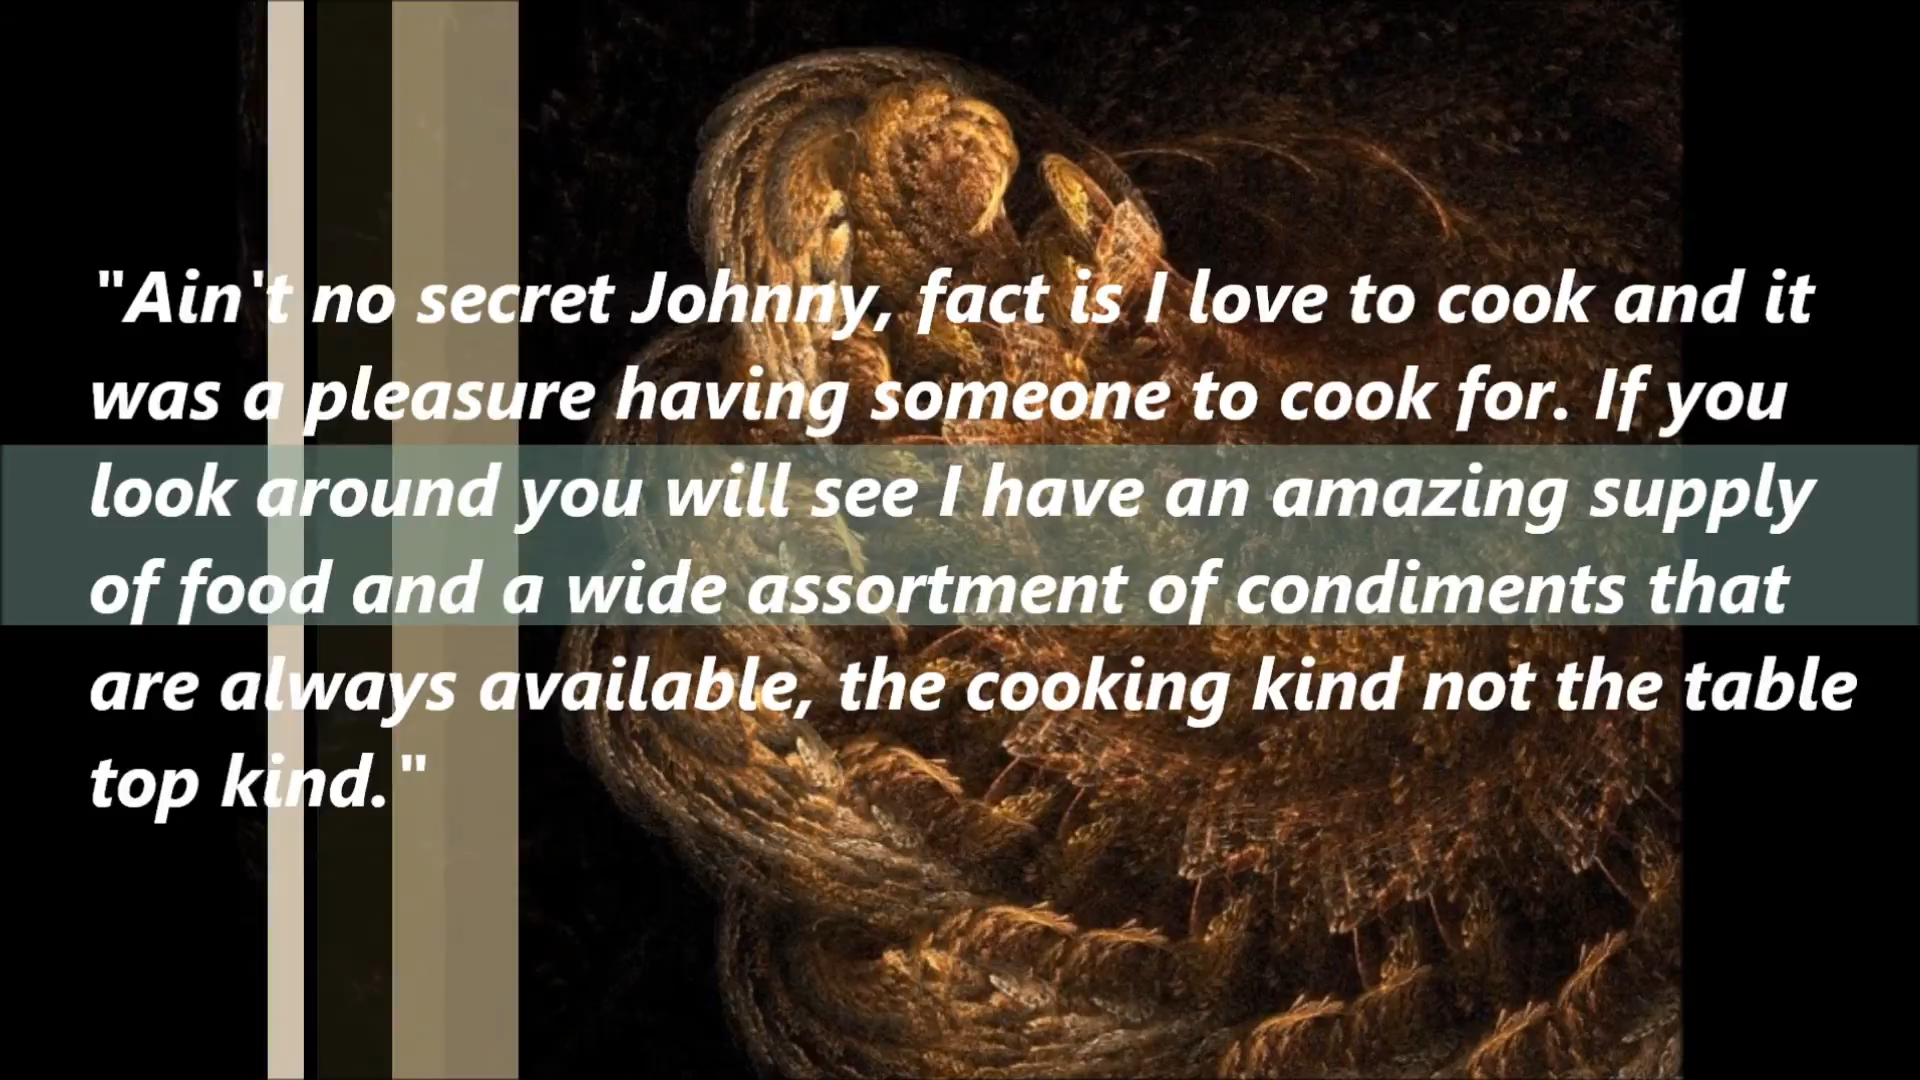 "Ain't no secret Johnny, fact is I love to cook and it
was a pleasure having someone to cook for. If you
look around you will see I have an amazing supply
of food and a wide assortment of condiments that
are always available, the cooking kind not the table
top kind."